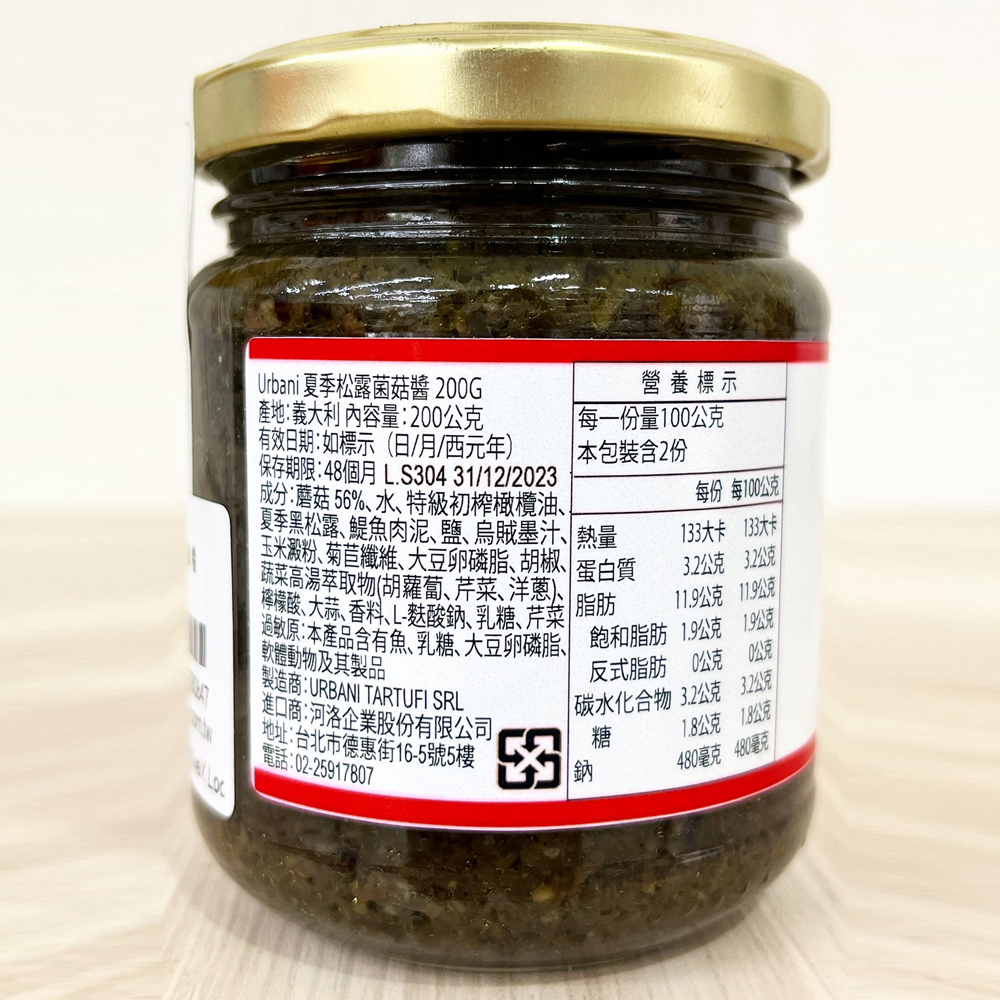 Urbani 夏季松露菌菇醬 200G
產地:義大利 內容量:200公克
有效日期:如標示 (日/月/西元年)
保存期限:48個月 L.S304 31/12/2023
成分:蘑菇 56%、水、特級初榨橄欖油、
夏季黑松露、鯷魚肉泥、鹽、烏賊墨汁、
玉米澱粉、菊苣纖維、大豆卵磷脂、胡椒、
蔬菜高湯萃取物(胡蘿蔔、芹菜、洋蔥)、
檸檬酸、大蒜、香料、L-麩酸鈉、乳糖、芹菜
過敏原:本產品含有魚、乳糖、大豆卵磷脂、
軟體動物及其製品
製造商:URBANI TARTUFI SRL
進口商:河洛企業股份有限公司
地址:台北市德惠街16-5號5樓
電話:02-25917807
營養標示
每一份量100公克
本包裝含2份
每份 每100公克
熱量 133大卡 133大卡
蛋白質 3.2公克 3.2公克
脂肪 11.9公克 11.9公克
飽和脂肪 1.9公克 1.9公克
反式脂肪 0公克 0公克
碳水化合物 3.2公克 3.2公克
糖 1.8公克 1.8公克
鈉 480毫克 480毫克